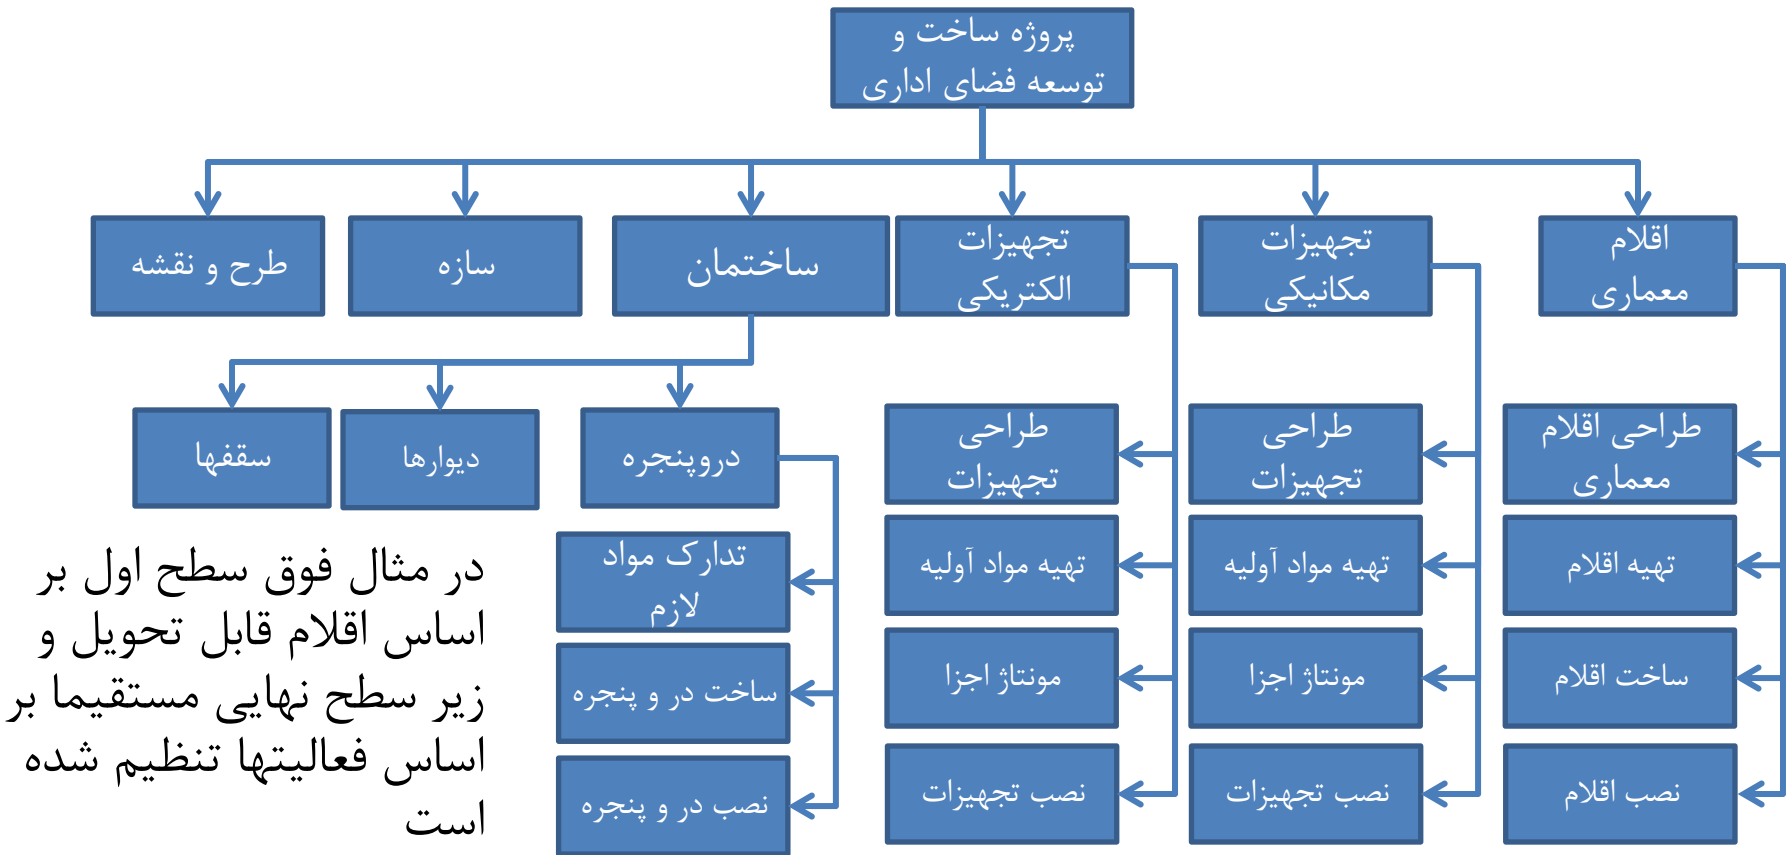 پروژه ساخت و
توسعه فضای اداری
اقلام
معماری
تجهیزات
مکانیکی
تجهیزات
الکتریکی
ساختمان
سازه
طرح و نقشه
طراحی اقلام
معماری
تهیه اقلام
ساخت اقلام
نصب اقلام
طراحی
تجهیزات
تهیه مواد آولیه
مونتاژ اجزا
نصب تجهیزات
طراحی
تجهیزات
تهیه مواد آولیه
مونتاژ اجزا
نصب تجهیزات
دروپنجره
دیوارها
سقفها
تدارک مواد
لازم
ساخت در و پنجره
نصب در و پنجره
در مثال فوق سطح اول بر
اساس اقلام قابل تحویل و
زیر سطح نهایی مستقیما بر
اساس فعالیتها تنظیم شده
است